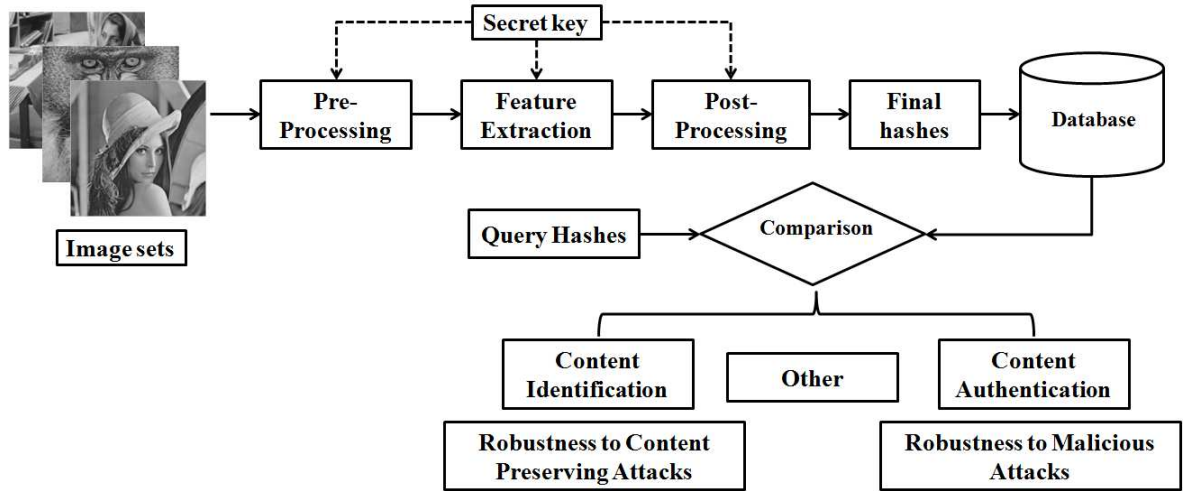 Secret key
Pre-
Processing
Feature
Extraction
Post-
Processing
Final
hashes
Database
Image sets
Query Hashes
Comparison
Content
Identification
Other
Content
Authentication
Robustness to Content
Preserving Attacks
Robustness to Malicious
Attacks